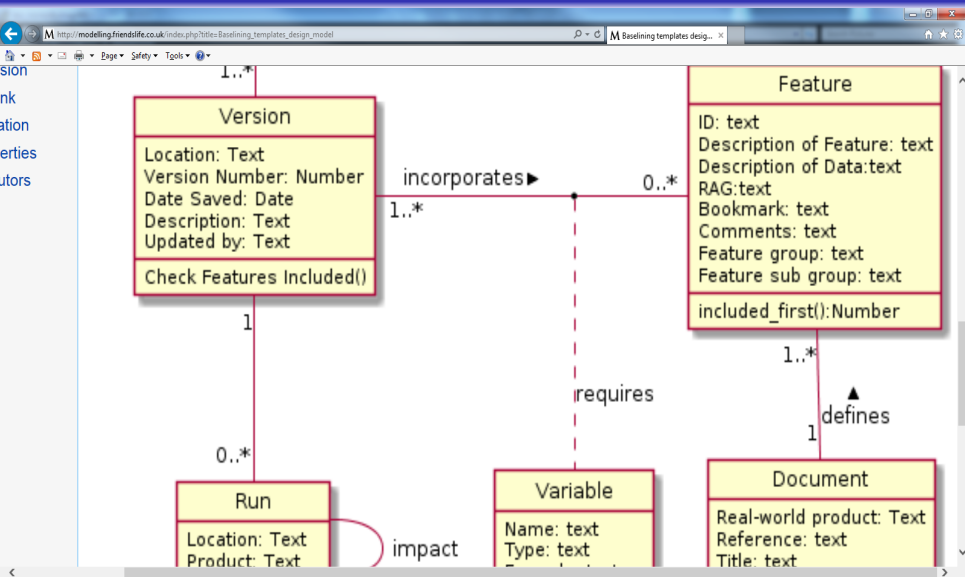 M http://modelling.friendslife.co.uk/index.php?title=Baselining_templates_design_model
M Baselining templates desig... ×
Page Safety Tools
sion
nk
ation
erties
utors
1..*
Version
Location: Text
Version Number: Number
Date Saved: Date
Description: Text
Updated by: Text
Check Features Included()
incorporates▶
1..*
0..*
Feature
ID: text
Description of Feature: text
Description of Data:text
RAG:text
Bookmark: text
Comments: text
Feature group: text
Feature sub group: text
included_first():Number
1
0..*
requires
1..*
▲
defines
1
Run
Location: Text
Product: Text
impact
Variable
Name: text
Type: text
Document
Real-world product: Text
Reference: text
Title: text